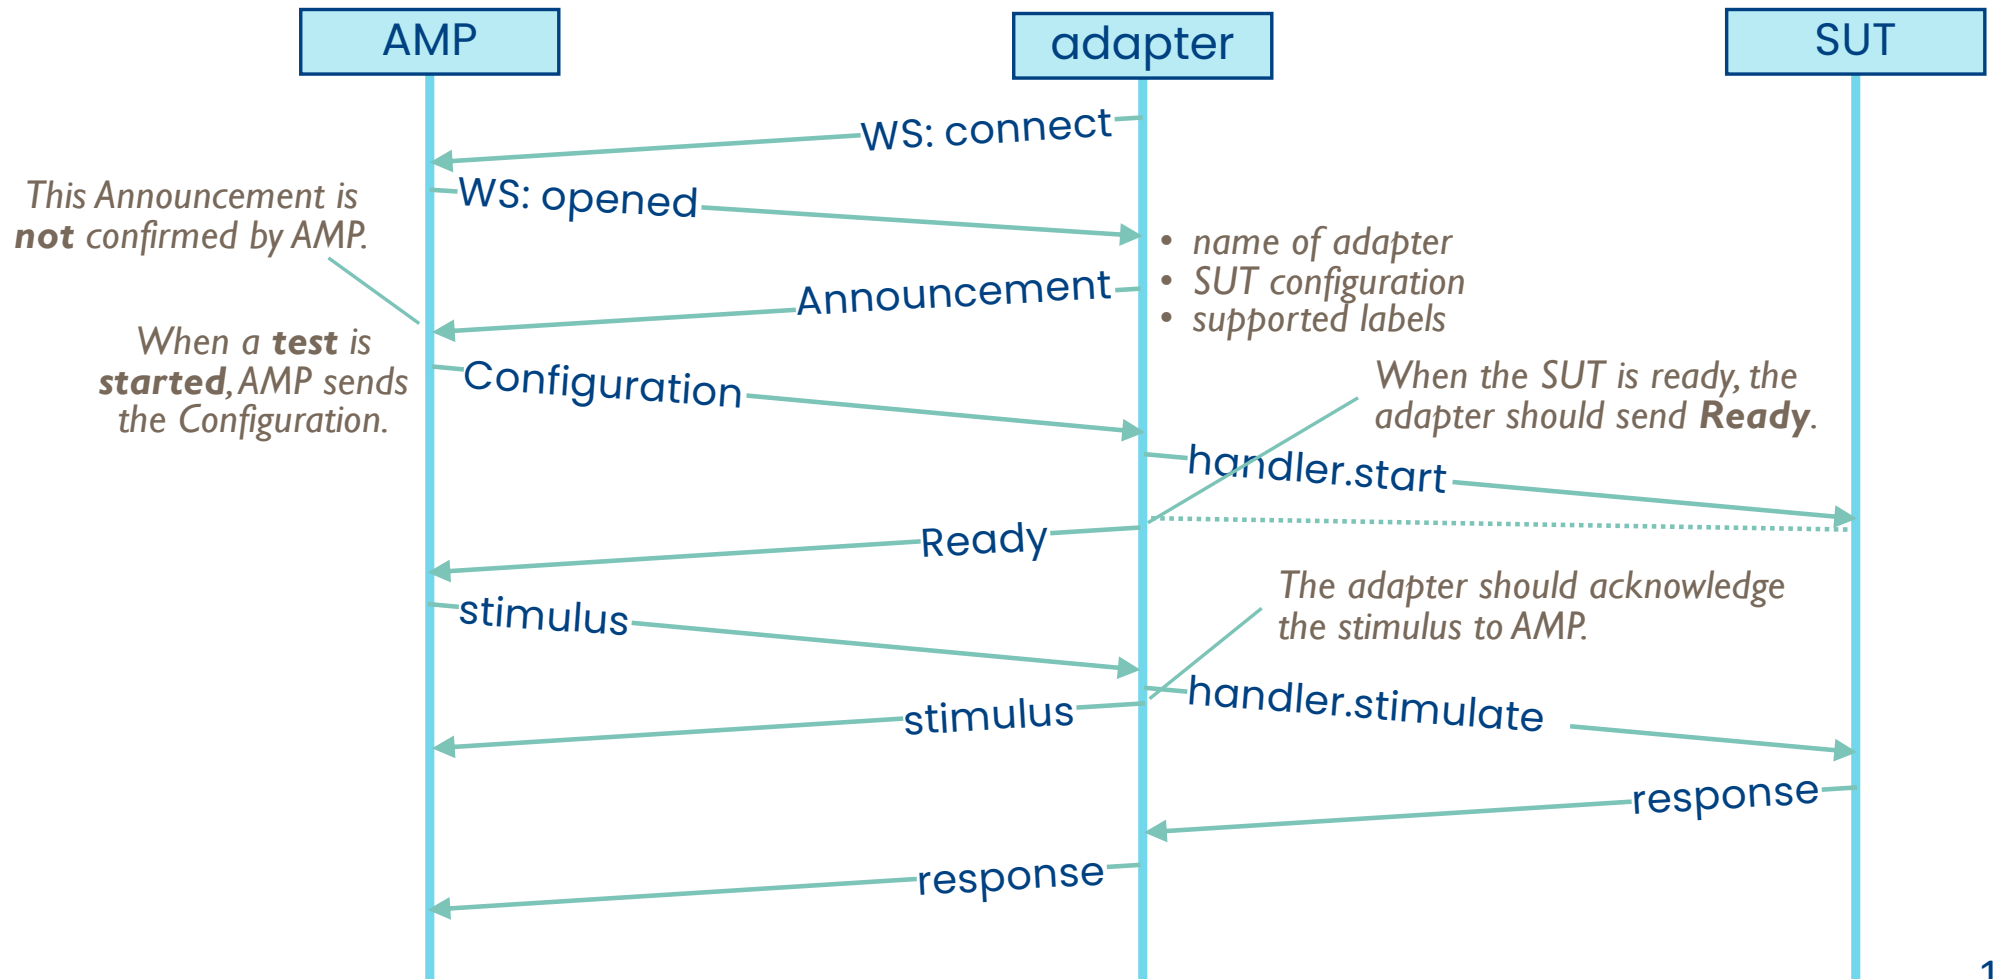 AMP
adapter
SUT
WS: connect
This Announcement is
not confirmed by AMP.
WS: opened
• name of adapter
• SUT configuration
• supported labels
Announcement
When a test is
started, AMP sends
the Configuration.
Configuration
When the SUT is ready, the
adapter should send Ready.
handler.start
Ready
stimulus
The adapter should acknowledge
the stimulus to AMP.
handler.stimulate
stimulus
response
response
1